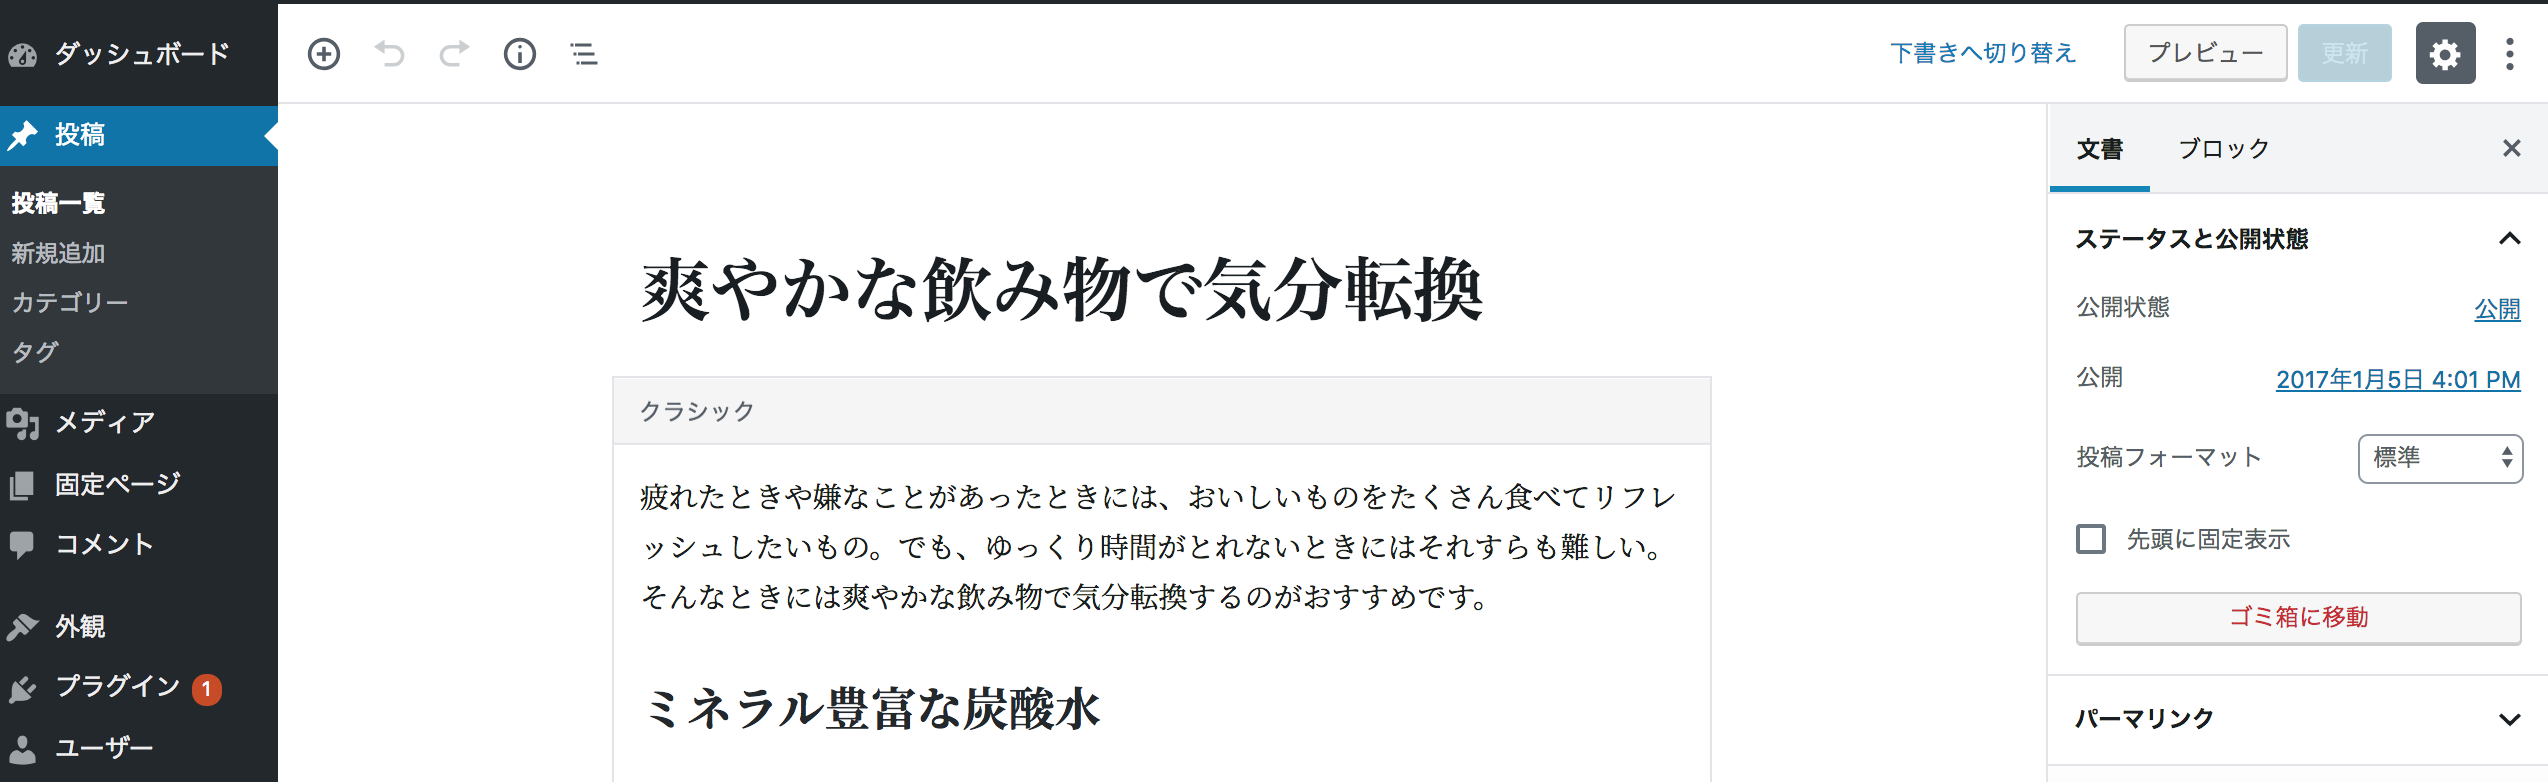 ダッシュボード
投稿
投稿一覧
新規追加
カテゴリー
タグ
メディア
固定ページ
コメント
外観
プラグイン 1
ユーザー
下書きへ切り替え
プレビュー
更新
爽やかな飲み物で気分転換
クラシック
疲れたときや嫌なことがあったときには、おいしいものをたくさん食べてリフレ
ッシュしたいもの。でも、ゆっくり時間がとれないときにはそれすらも難しい。
そんなときには爽やかな飲み物で気分転換するのがおすすめです。
ミネラル豊富な炭酸水
文書 ブロック
ステータスと公開状態
公開状態 公開
公開 2017年1月5日 4:01 PM
投稿フォーマット 標準
先頭に固定表示
ゴミ箱に移動
パーマリンク